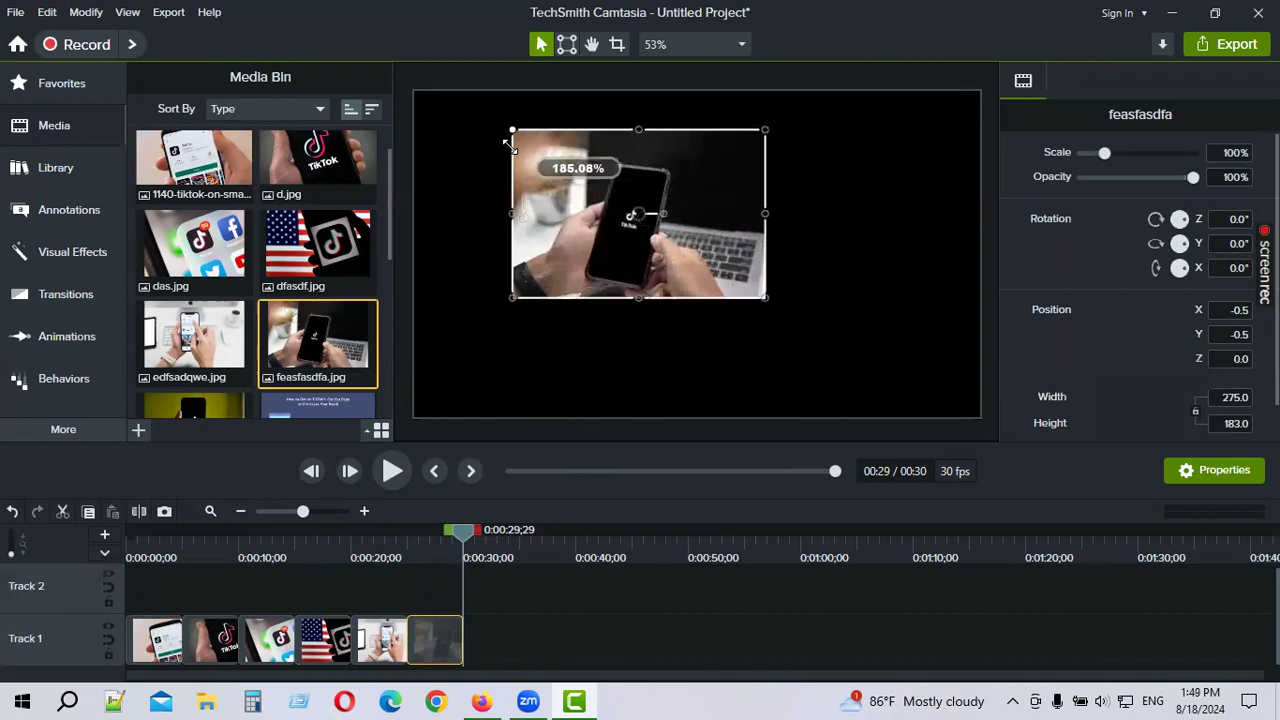 File Edit Modify View Export Help
TechSmith Camtasia - Untitled Project*
Sign In
Record
53%
Export
Favorites
Media
Library
Annotations
Visual Effects
Transitions
Animations
Behaviors
More
Media Bin
Sort By Type
TikTok
1140-tiktok-on-sma...
d.jpg
das.jpg
dfasdf.jpg
edfsadqwe.jpg
feasfasdfa.jpg
185.08%
TikTok
feasfasdfa
Scale 100%
Opacity 100%
Rotation Z 0.0°
Y 0.0°
X 0.0°
Position X -0.5
Y -0.5
Z 0.0
Width 275.0
Height 183.0
screen rec
00:29 / 00:30 30 fps
Properties
0:00:29;29
0:00:00;00 0:00:10;00 0:00:20;00 0:00:30;00 0:00:40;00 0:00:50;00 0:01:00;00 0:01:10;00 0:01:20;00 0:01:30;00 0:01:40
Track 2
Track 1
zm
86°F Mostly cloudy
ENG
1:49 PM
8/18/2024